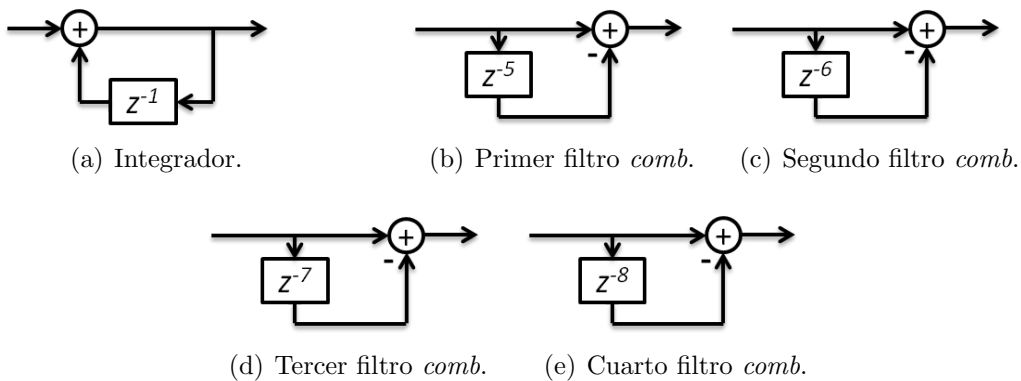 + + +
- -
z-1 z-5 z-6
(a) Integrador. (b) Primer filtro comb. (c) Segundo filtro comb.
+ +
- -
z-7 z-8
(d) Tercer filtro comb. (e) Cuarto filtro comb.